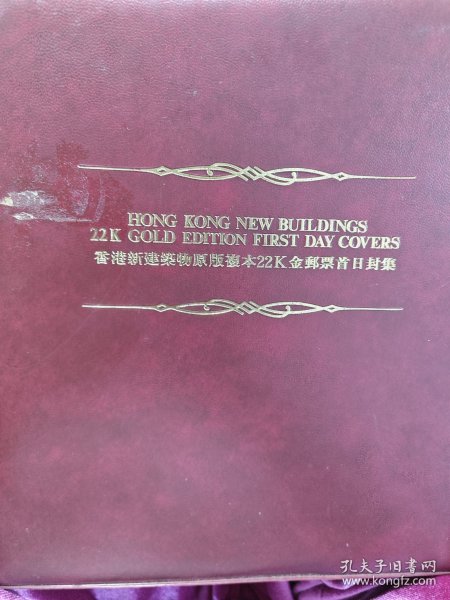 HONG KONG NEW BUILDINGS
22K GOLD EDITION FIRST DAY COVERS
香港新建築物原版複本22K金郵票首日封集
孔夫子旧书网
www.kongfz.com